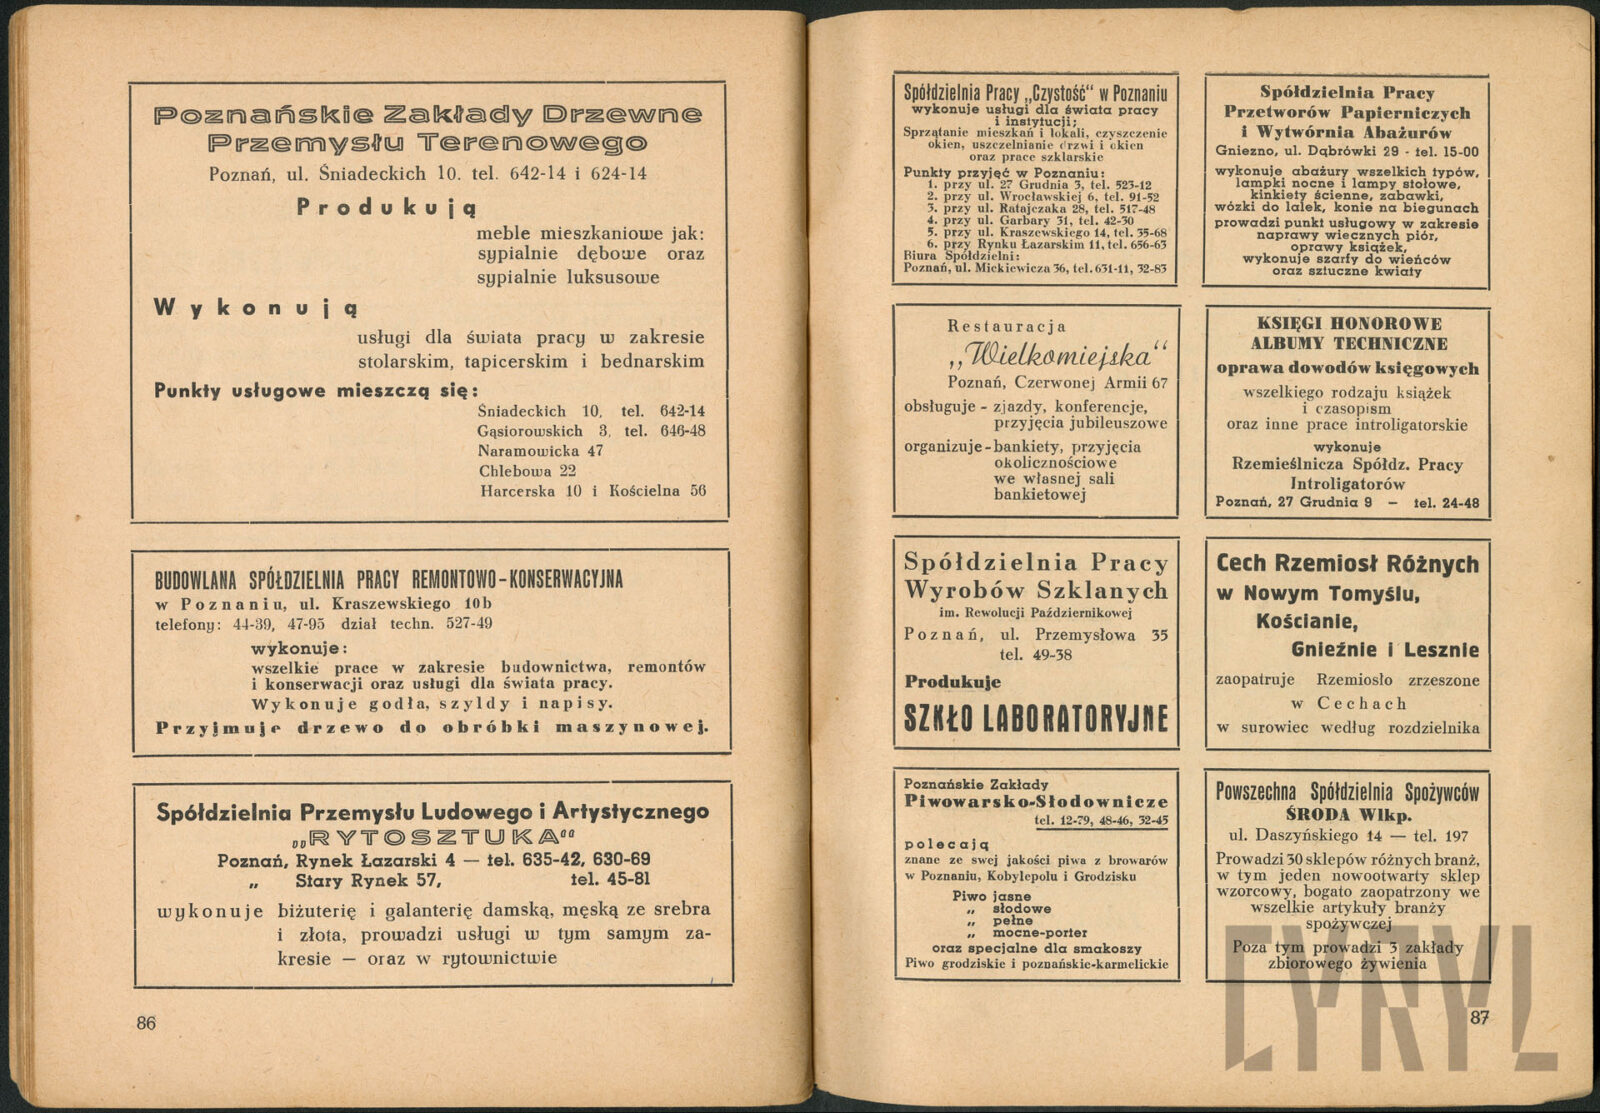 Poznańskie Zakłady Drzewne
Przemysłu Terenowego
Poznań, ul. Śniadeckich 10. tel. 642-14 i 624-14
Produkują
meble mieszkaniowe jak:
sypialnie dębowe oraz
sypialnie luksusowe
Wykonują
usługi dla świata pracy w zakresie
stolarskim, tapicerskim i bednarskim
Punkty usługowe mieszczą się:
Śniadeckich 10, tel. 642-14
Gąsiorowskich 3, tel. 646-48
Naramowicka 47
Chlebowa 22
Harcerska 10 i Kościelna 56
BUDOWLANA SPÓŁDZIELNIA PRACY REMONTOWO-KONSERWACYJNA
w Poznaniu, ul. Kraszewskiego 10b
telefony: 44-39, 47-95 dział techn. 527-49
wykonuje:
wszelkie prace w zakresie budownictwa, remontów
i konserwacji oraz usługi dla świata pracy.
Wykonuje godła, szyldy i napisy.
Przyjmuje drzewo do obróbki maszynowej.
Spółdzielnia Przemysłu Ludowego i Artystycznego
„RYTOSZTUKA"
Poznań, Rynek Łazarski 4 — tel. 635-42, 630-69
„ Stary Rynek 57, tel. 45-81
wykonuje biżuterię i galanterię damską, męską ze srebra
i złota, prowadzi usługi w tym samym za-
kresie — oraz w rytownictwie
86
Spółdzielnia Pracy „Czystość" w Poznaniu
wykonuje usługi dla świata pracy
i instytucji;
Sprzątanie mieszkań i lokali, czyszczenie
okien, uszczelnianie drzwi i okien
oraz prace szklarskie
Punkty przyjęć w Poznaniu:
1. przy ul. 27 Grudnia 3, tel. 523-12
2. przy ul. Wrocławskiej 6, tel. 91-52
3. przy ul. Ratajczaka 28, tel. 517-48
4. przy ul. Garbary 31, tel. 42-30
5. przy ul. Kraszewskiego 14, tel. 35-68
6. przy Rynku Łazarskim 11, tel. 656-63
Biura Spółdzielni:
Poznań, ul. Mickiewicza 36, tel. 631-11, 32-83
Restauracja
„Wielkomiejska"
Poznań, Czerwonej Armii 67
obsługuje - zjazdy, konferencje,
przyjęcia jubileuszowe
organizuje - bankiety, przyjęcia
okolicznościowe
we własnej sali
bankietowej
Spółdzielnia Pracy
Wyrobów Szklanych
im. Rewolucji Październikowej
Poznań, ul. Przemysłowa 35
tel. 49-38
Produkuje
SZKŁO LABORATORYJNE
Poznańskie Zakłady
Piwowarsko-Słodownicze
tel. 12-79, 48-46, 32-45
polecają
znane ze swej jakości piwa z browarów
w Poznaniu, Kobylepolu i Grodzisku
Piwo jasne
„ słodowe
„ pełne
„ mocne-porter
oraz specjalne dla smakoszy
Piwo grodziskie i poznańskie-karmelickie
Spółdzielnia Pracy
Przetworów Papierniczych
i Wytwórnia Abażurów
Gniezno, ul. Dąbrówki 29 - tel. 15-00
wykonuje abażury wszelkich typów,
lampki nocne i lampy stołowe,
kinkiety ścienne, zabawki,
wózki do lalek, konie na biegunach
prowadzi punkt usługowy w zakresie
naprawy wiecznych piór,
oprawy książek,
wykonuje szarfy do wieńców
oraz sztuczne kwiaty
KSIĘGI HONOROWE
ALBUMY TECHNICZNE
oprawa dowodów księgowych
wszelkiego rodzaju książek
i czasopism
oraz inne prace introligatorskie
wykonuje
Rzemieślnicza Spółdz. Pracy
Introligatorów
Poznań, 27 Grudnia 9 — tel. 24-48
Cech Rzemiosł Różnych
w Nowym Tomyślu,
Kościanie,
Gnieźnie i Lesznie
zaopatruje Rzemiosło zrzeszone
w Cechach
w surowiec według rozdzielnika
Powszechna Spółdzielnia Spożywców
ŚRODA Wlkp.
ul. Daszyńskiego 14 — tel. 197
Prowadzi 30 sklepów różnych branż,
w tym jeden nowootwarty sklep
wzorcowy, bogato zaopatrzony we
wszelkie artykuły branży
spożywczej
Poza tym prowadzi 3 zakłady
zbiorowego żywienia
87
CYRYL